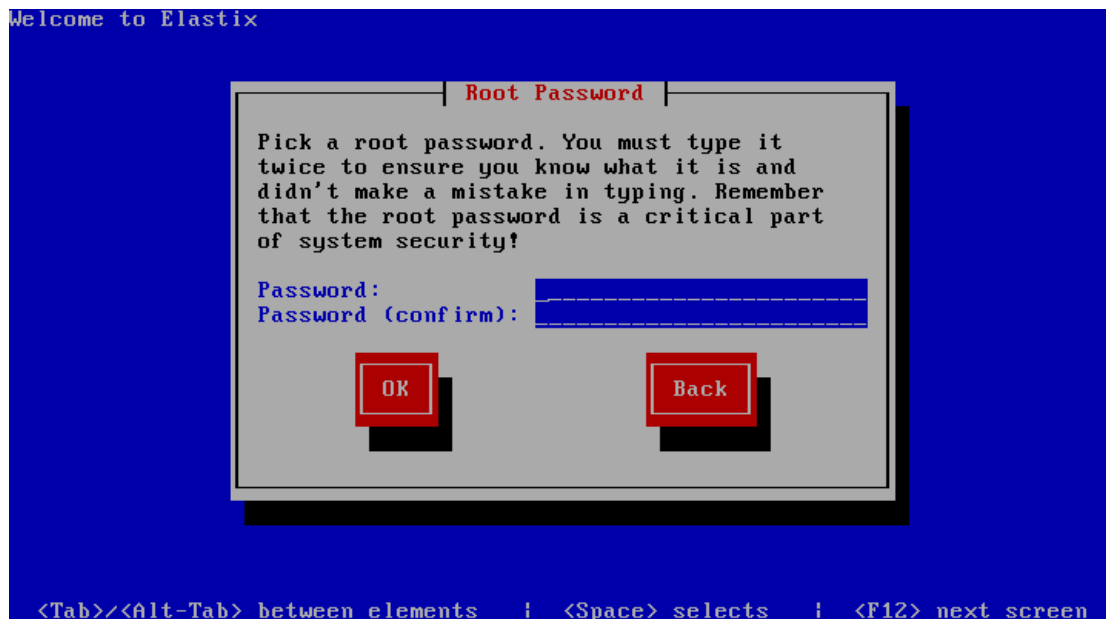 Welcome to Elastix
Root Password
Pick a root password. You must type it
twice to ensure you know what it is and
didn't make a mistake in typing. Remember
that the root password is a critical part
of system security!
Password:
Password (confirm):
OK Back
<Tab>/<Alt-Tab> between elements | <Space> selects | <F12> next screen